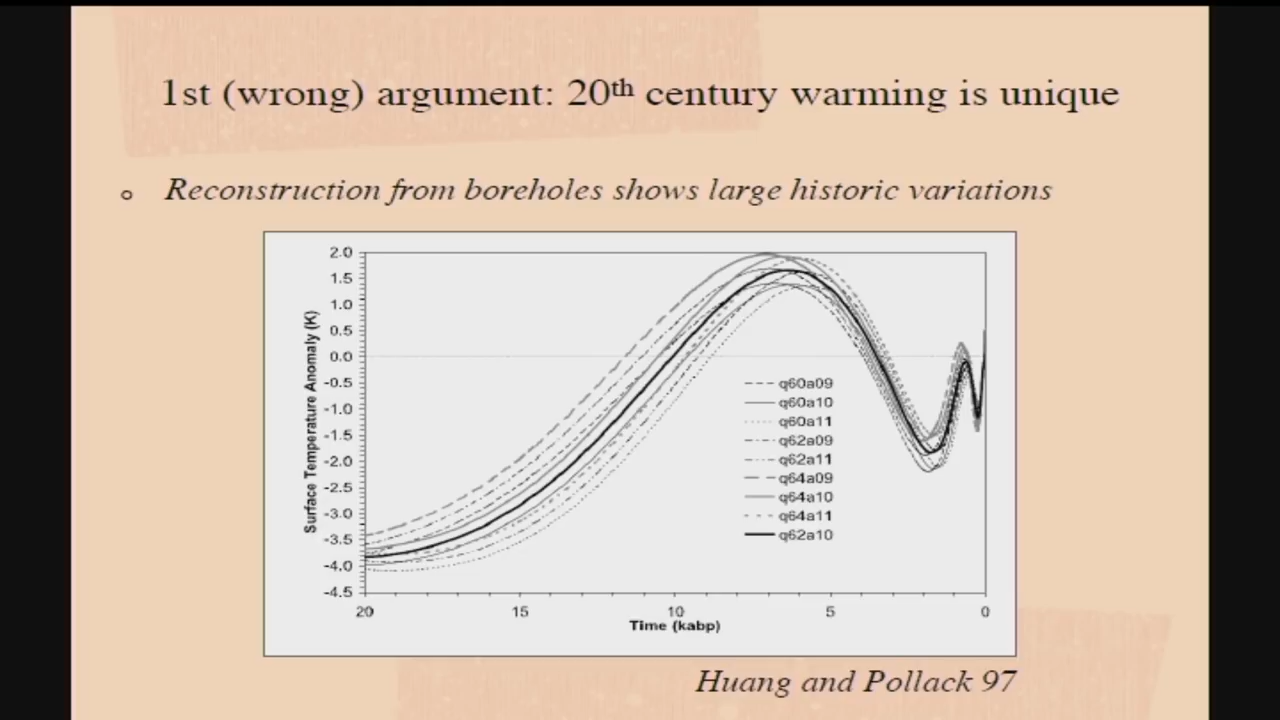 1st (wrong) argument: 20th century warming is unique
Reconstruction from boreholes shows large historic variations
2.0
1.5
1.0
0.5
0.0
-0.5
-1.0
-1.5
-2.0
-2.5
-3.0
-3.5
-4.0
-4.5
Surface Temperature Anomaly (K)
q60a09
q60a10
q60a11
q62a09
q62a11
q64a09
q64a10
q64a11
q62a10
20 15 10 5 0
Time (kabp)
Huang and Pollack 97